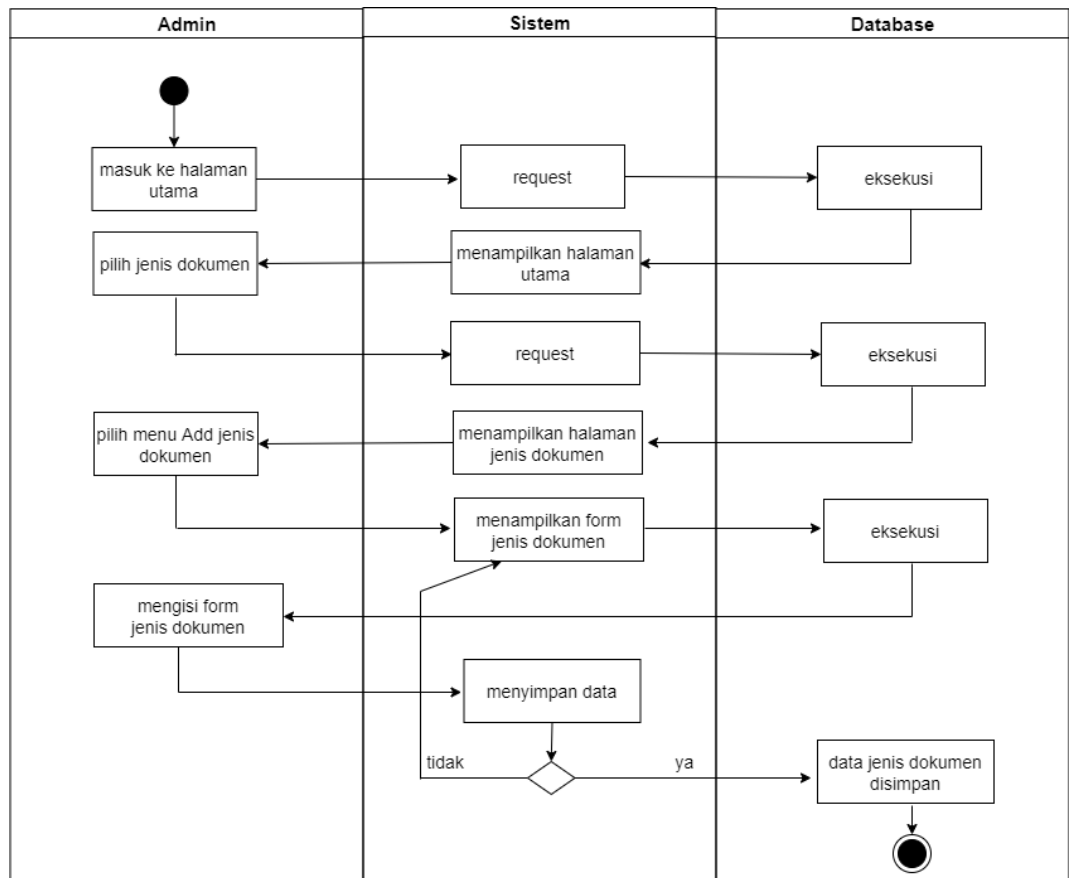 Admin
Sistem
Database
masuk ke halaman
utama
request
eksekusi
pilih jenis dokumen
menampilkan halaman
utama
request
eksekusi
pilih menu Add jenis
dokumen
menampilkan halaman
jenis dokumen
menampilkan form
jenis dokumen
eksekusi
mengisi form
jenis dokumen
menyimpan data
tidak
ya
data jenis dokumen
disimpan